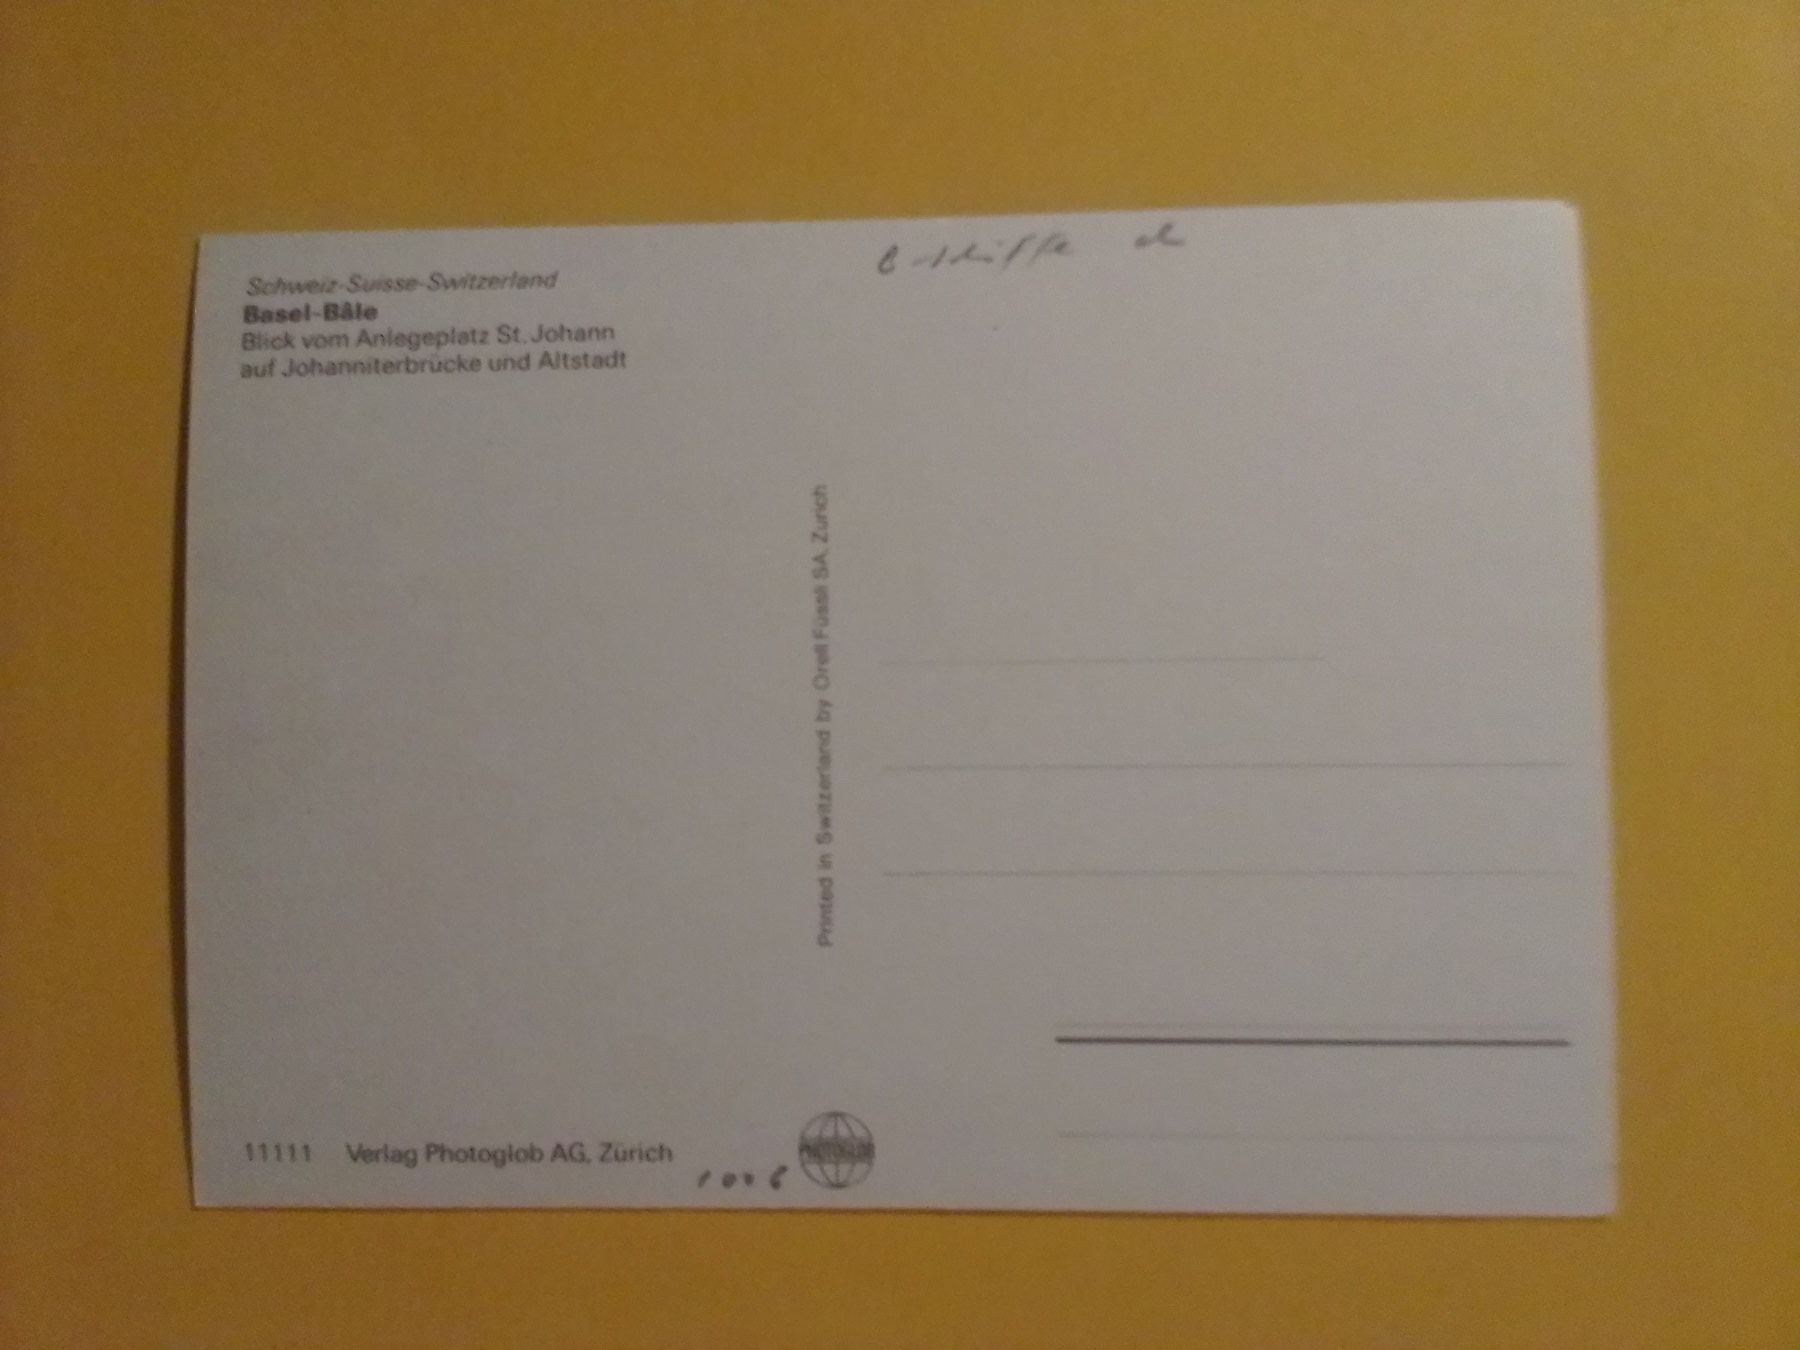 Schweiz-Suisse-Switzerland
Basel-Bâle
Blick vom Anlegeplatz St. Johann
auf Johanniterbrücke und Altstadt
Printed in Switzerland by Orell Füssli SA, Zürich
11111 Verlag Photoglob AG, Zürich
PHOTOGLOB